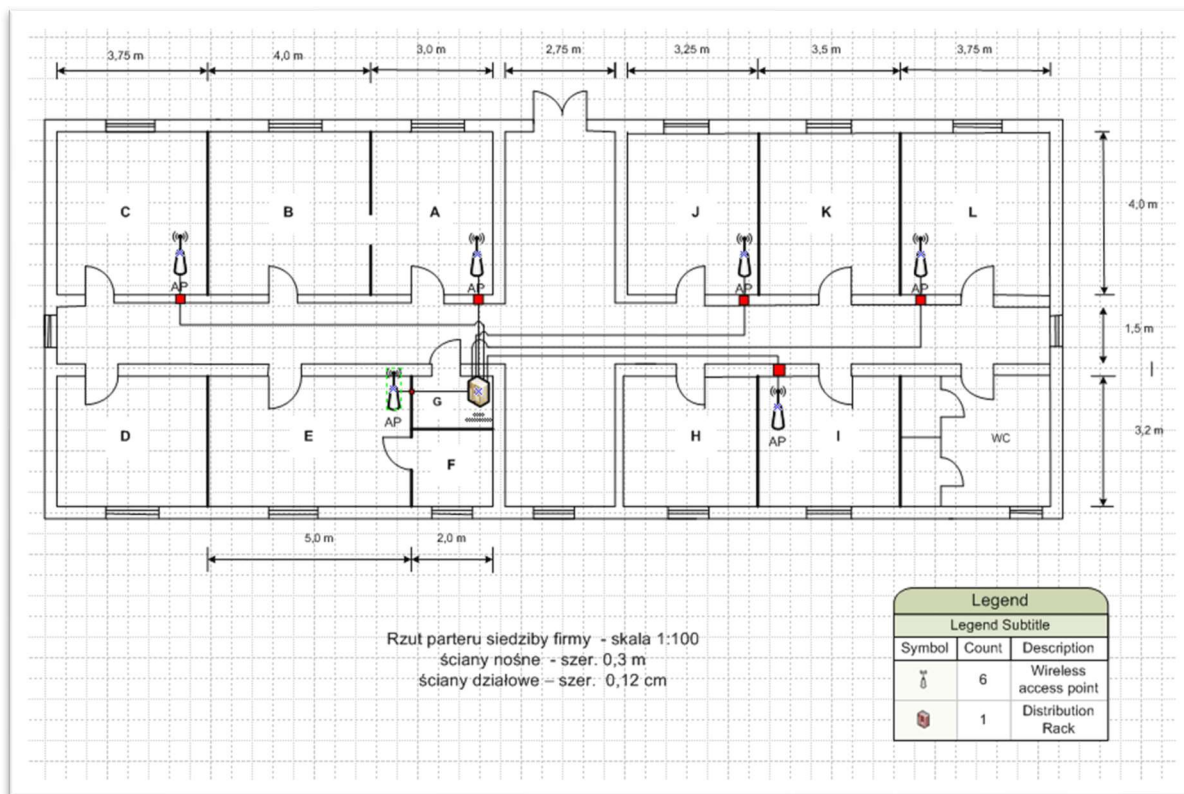 3,75 m
4,0 m
3,0 m
2,75 m
3,25 m
3,5 m
3,75 m
C
B
A
J
K
L
4,0 m
AP
AP
AP
AP
1,5 m
G
AP
AP
D
E
F
H
I
WC
3,2 m
5,0 m
2,0 m
Rzut parteru siedziby firmy - skala 1:100
ściany nośne - szer. 0,3 m
ściany działowe – szer. 0,12 cm
Legend
Legend Subtitle
Symbol Count Description
6 Wireless access point
1 Distribution Rack